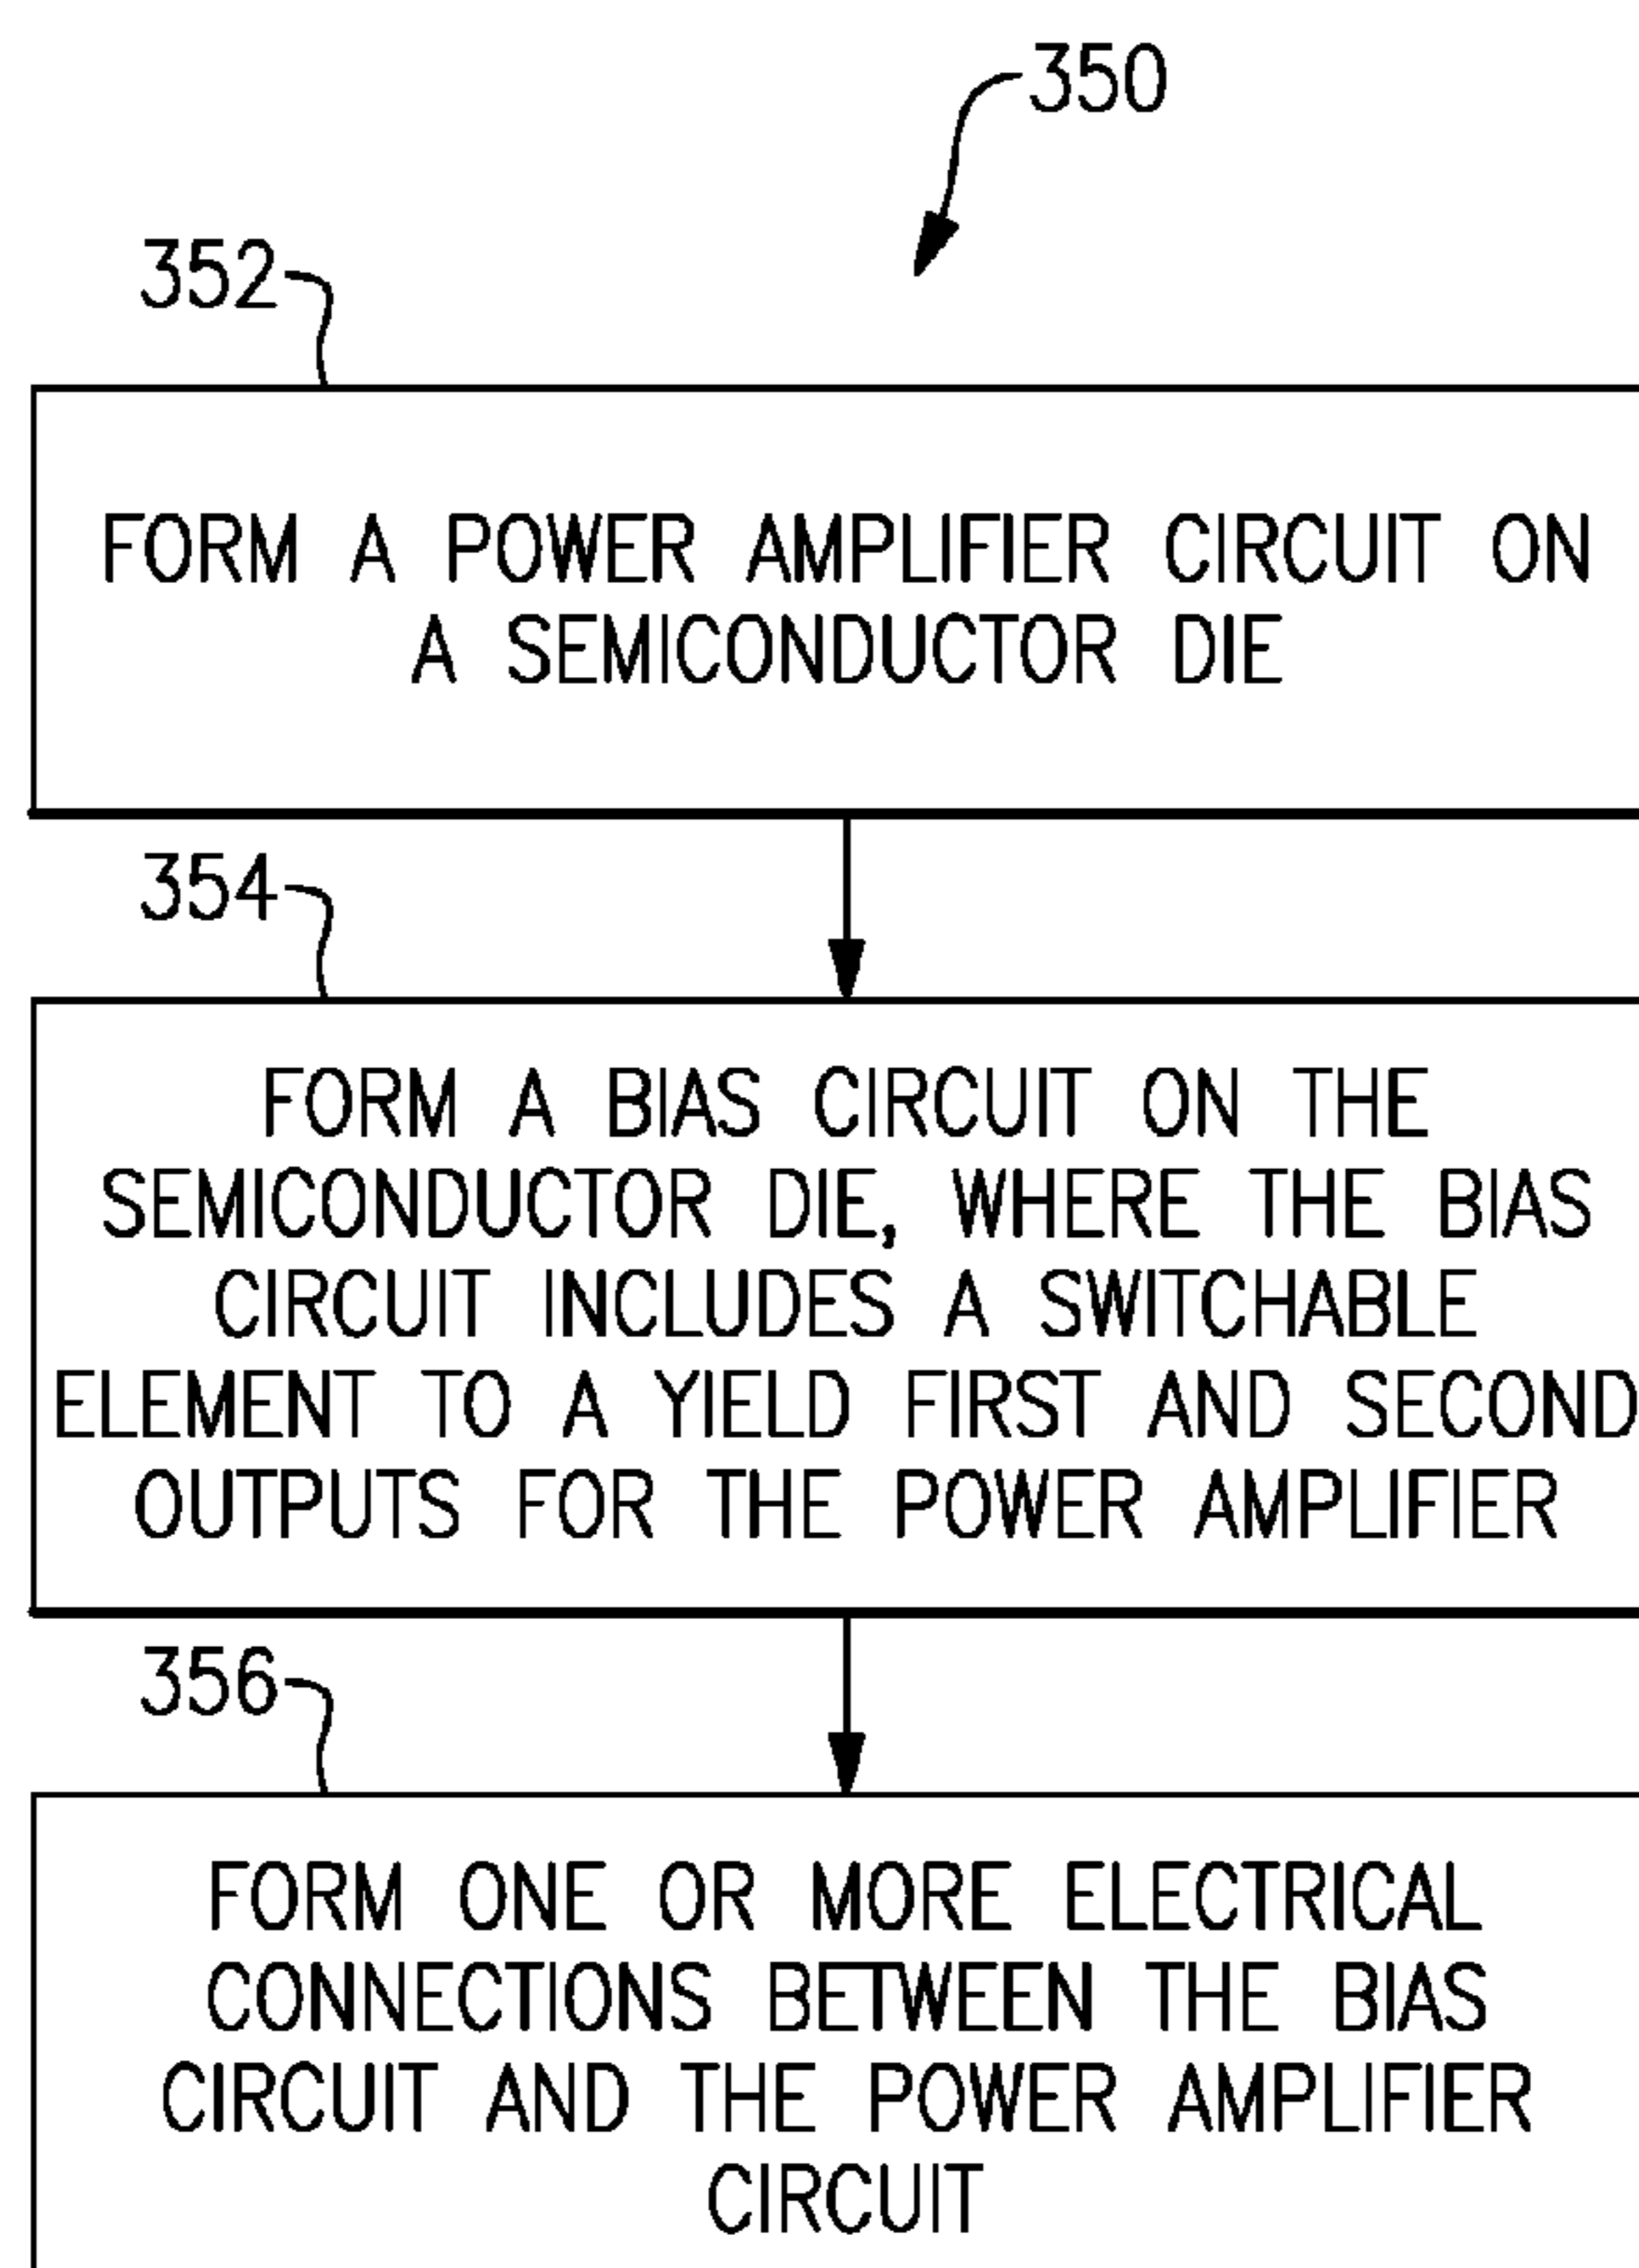 350
352
FORM A POWER AMPLIFIER CIRCUIT ON
A SEMICONDUCTOR DIE
354
FORM A BIAS CIRCUIT ON THE
SEMICONDUCTOR DIE, WHERE THE BIAS
CIRCUIT INCLUDES A SWITCHABLE
ELEMENT TO A YIELD FIRST AND SECOND
OUTPUTS FOR THE POWER AMPLIFIER
356
FORM ONE OR MORE ELECTRICAL
CONNECTIONS BETWEEN THE BIAS
CIRCUIT AND THE POWER AMPLIFIER
CIRCUIT